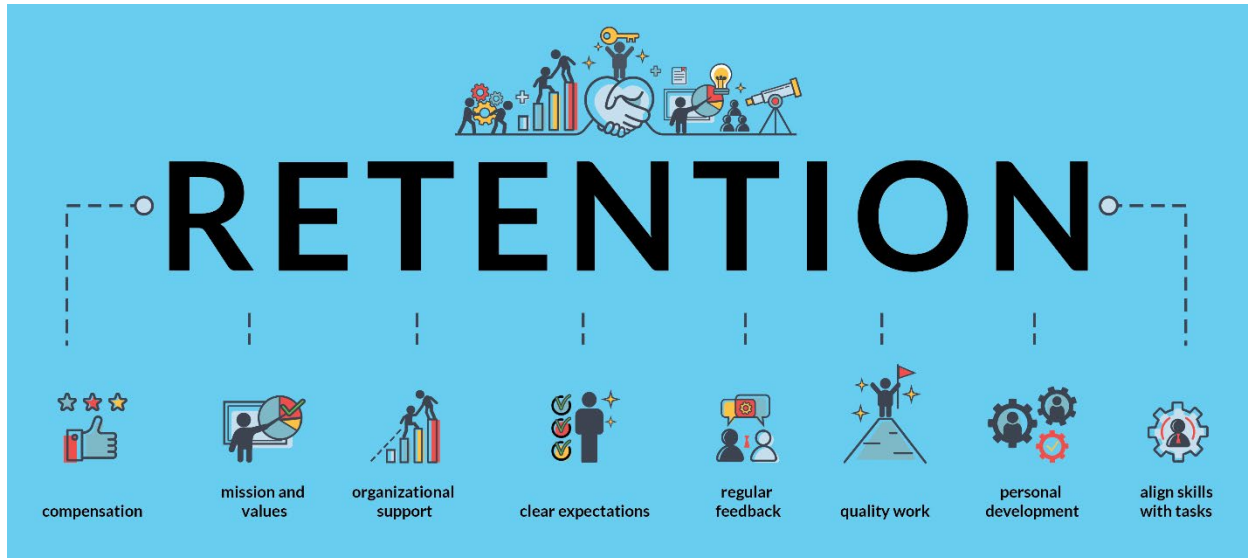 RETENTION
compensation
mission and
values
organizational
support
clear expectations
regular
feedback
quality work
personal
development
align skills
with tasks